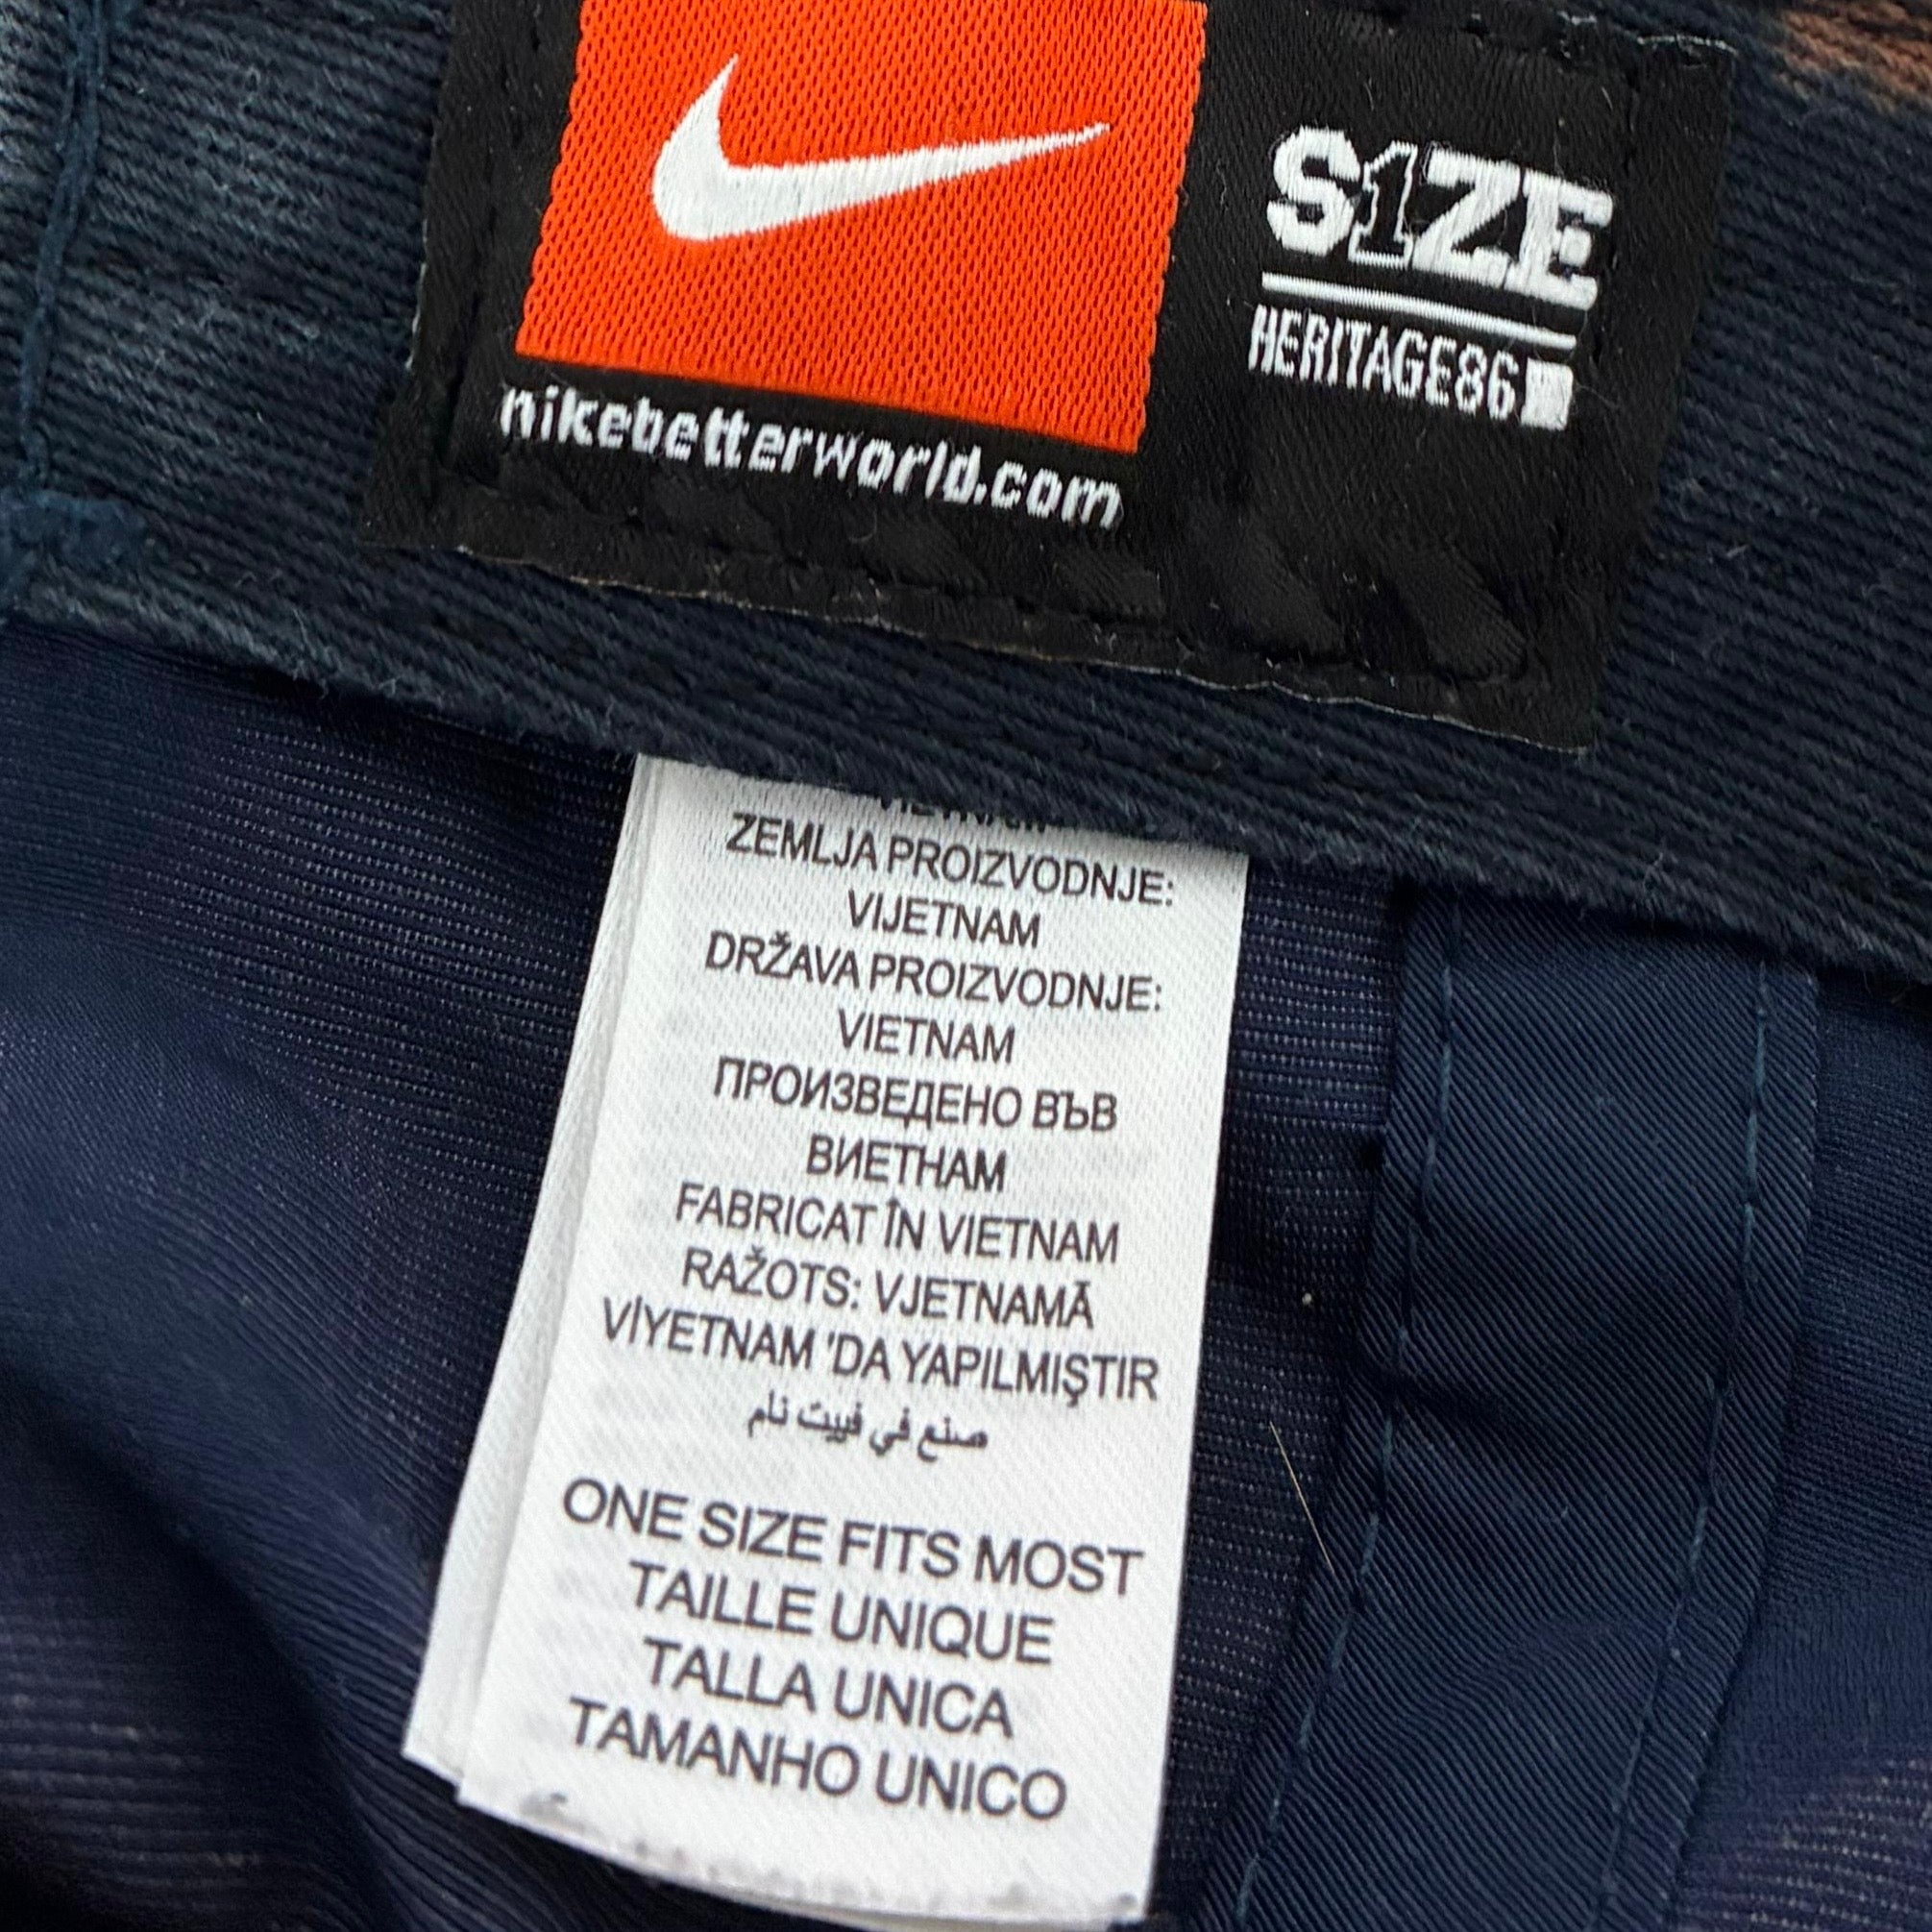 S1ZE
HERITAGE86
nikebetterworld.com
ZEMLJA PROIZVODNJE:
VIJETNAM
DRŽAVA PROIZVODNJE:
VIETNAM
ПРОИЗВЕДЕНО ВЪВ
ВИЕТНАМ
FABRICAT ÎN VIETNAM
RAŽOTS: VJETNAMĀ
VİYETNAM 'DA YAPILMIŞTIR
صنع في فييت نام
ONE SIZE FITS MOST
TAILLE UNIQUE
TALLA UNICA
TAMANHO UNICO